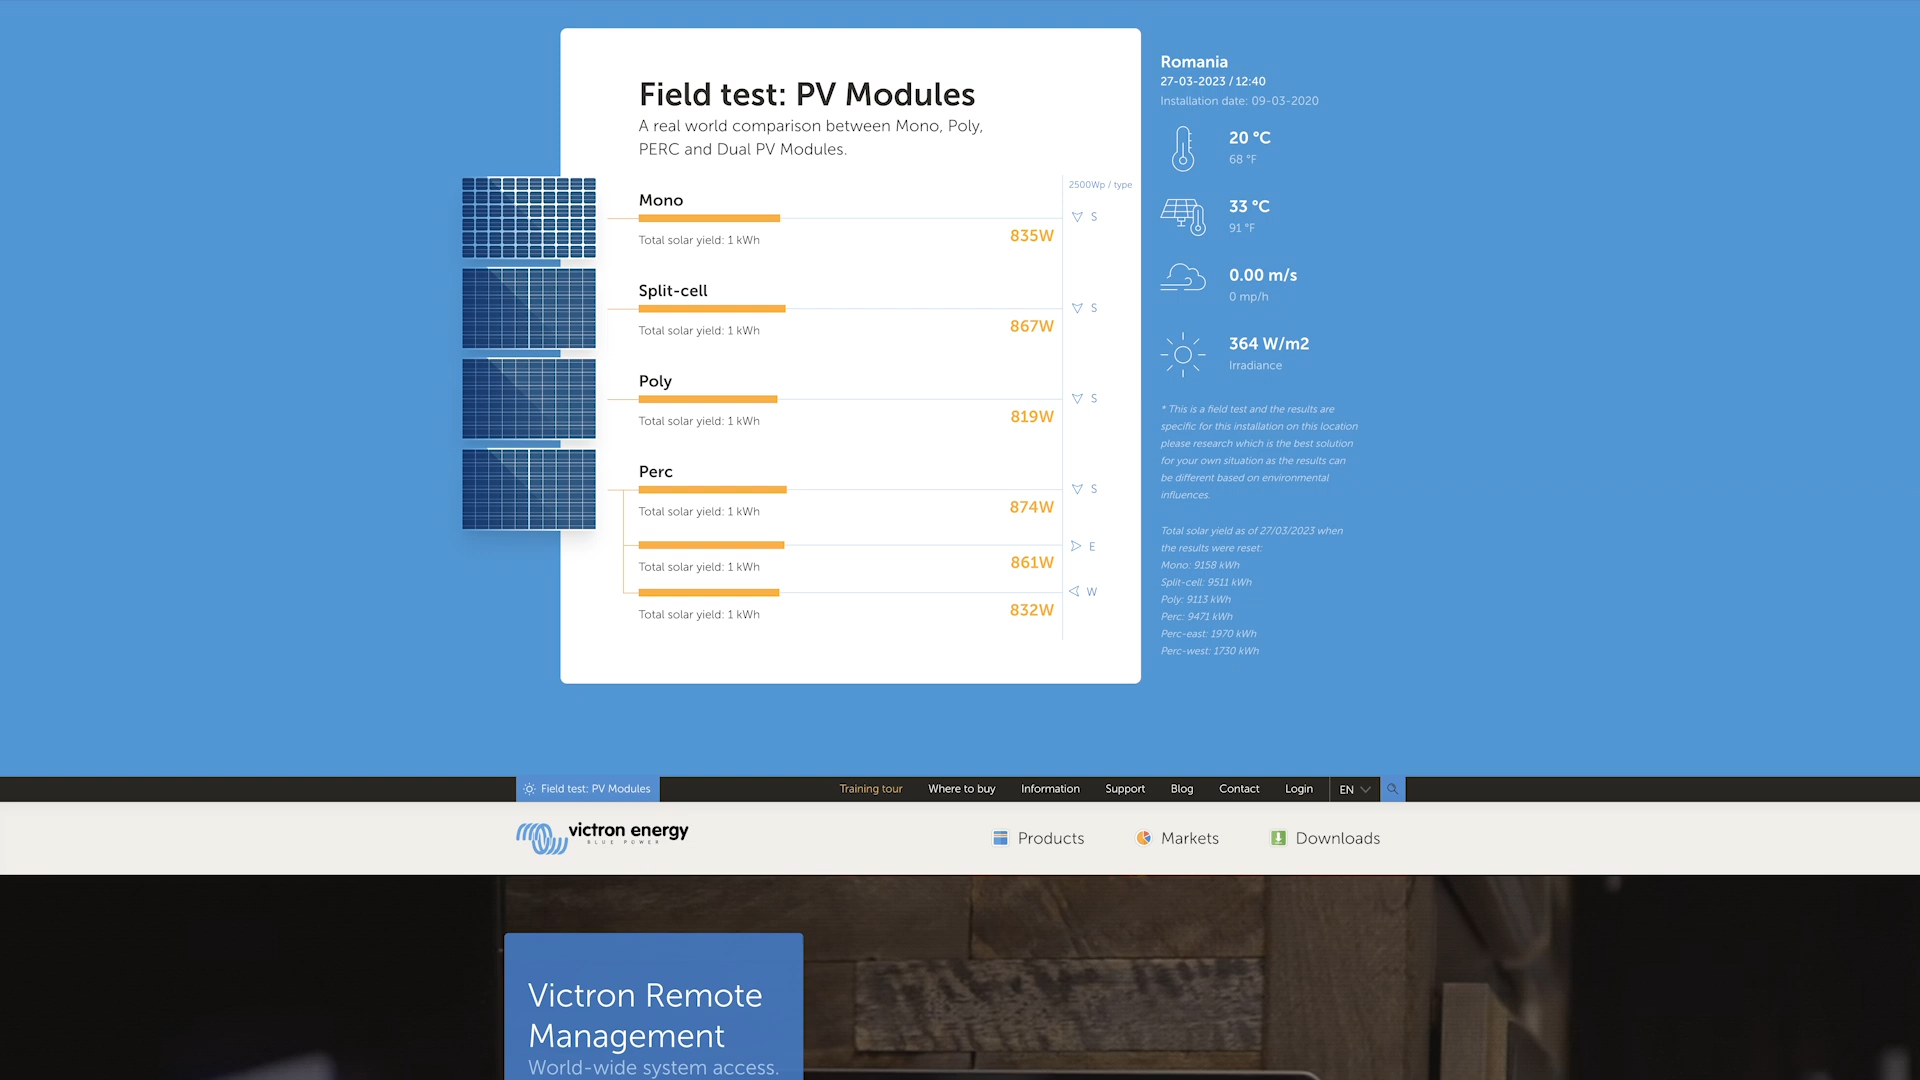 Field test: PV Modules
A real world comparison between Mono, Poly,
PERC and Dual PV Modules.
2500Wp / type
Mono
S
Total solar yield: 1 kWh
835W
Split-cell
S
Total solar yield: 1 kWh
867W
Poly
S
Total solar yield: 1 kWh
819W
Perc
S
Total solar yield: 1 kWh
874W
E
Total solar yield: 1 kWh
861W
W
Total solar yield: 1 kWh
832W
Romania
27-03-2023 / 12:40
Installation date: 09-03-2020
20 °C
68 °F
33 °C
91 °F
0.00 m/s
0 mp/h
364 W/m2
Irradiance
* This is a field test and the results are
specific for this installation on this location
please research which is the best solution
for your own situation as the results can
be different based on environmental
influences.
Total solar yield as of 27/03/2023 when
the results were reset:
Mono: 9158 kWh
Split-cell: 9511 kWh
Poly: 9113 kWh
Perc: 9471 kWh
Perc-east: 1970 kWh
Perc-west: 1730 kWh
Field test: PV Modules
Training tour
Where to buy
Information
Support
Blog
Contact
Login
EN
victron energy
BLUE POWER
Products
Markets
Downloads
Victron Remote
Management
World-wide system access.